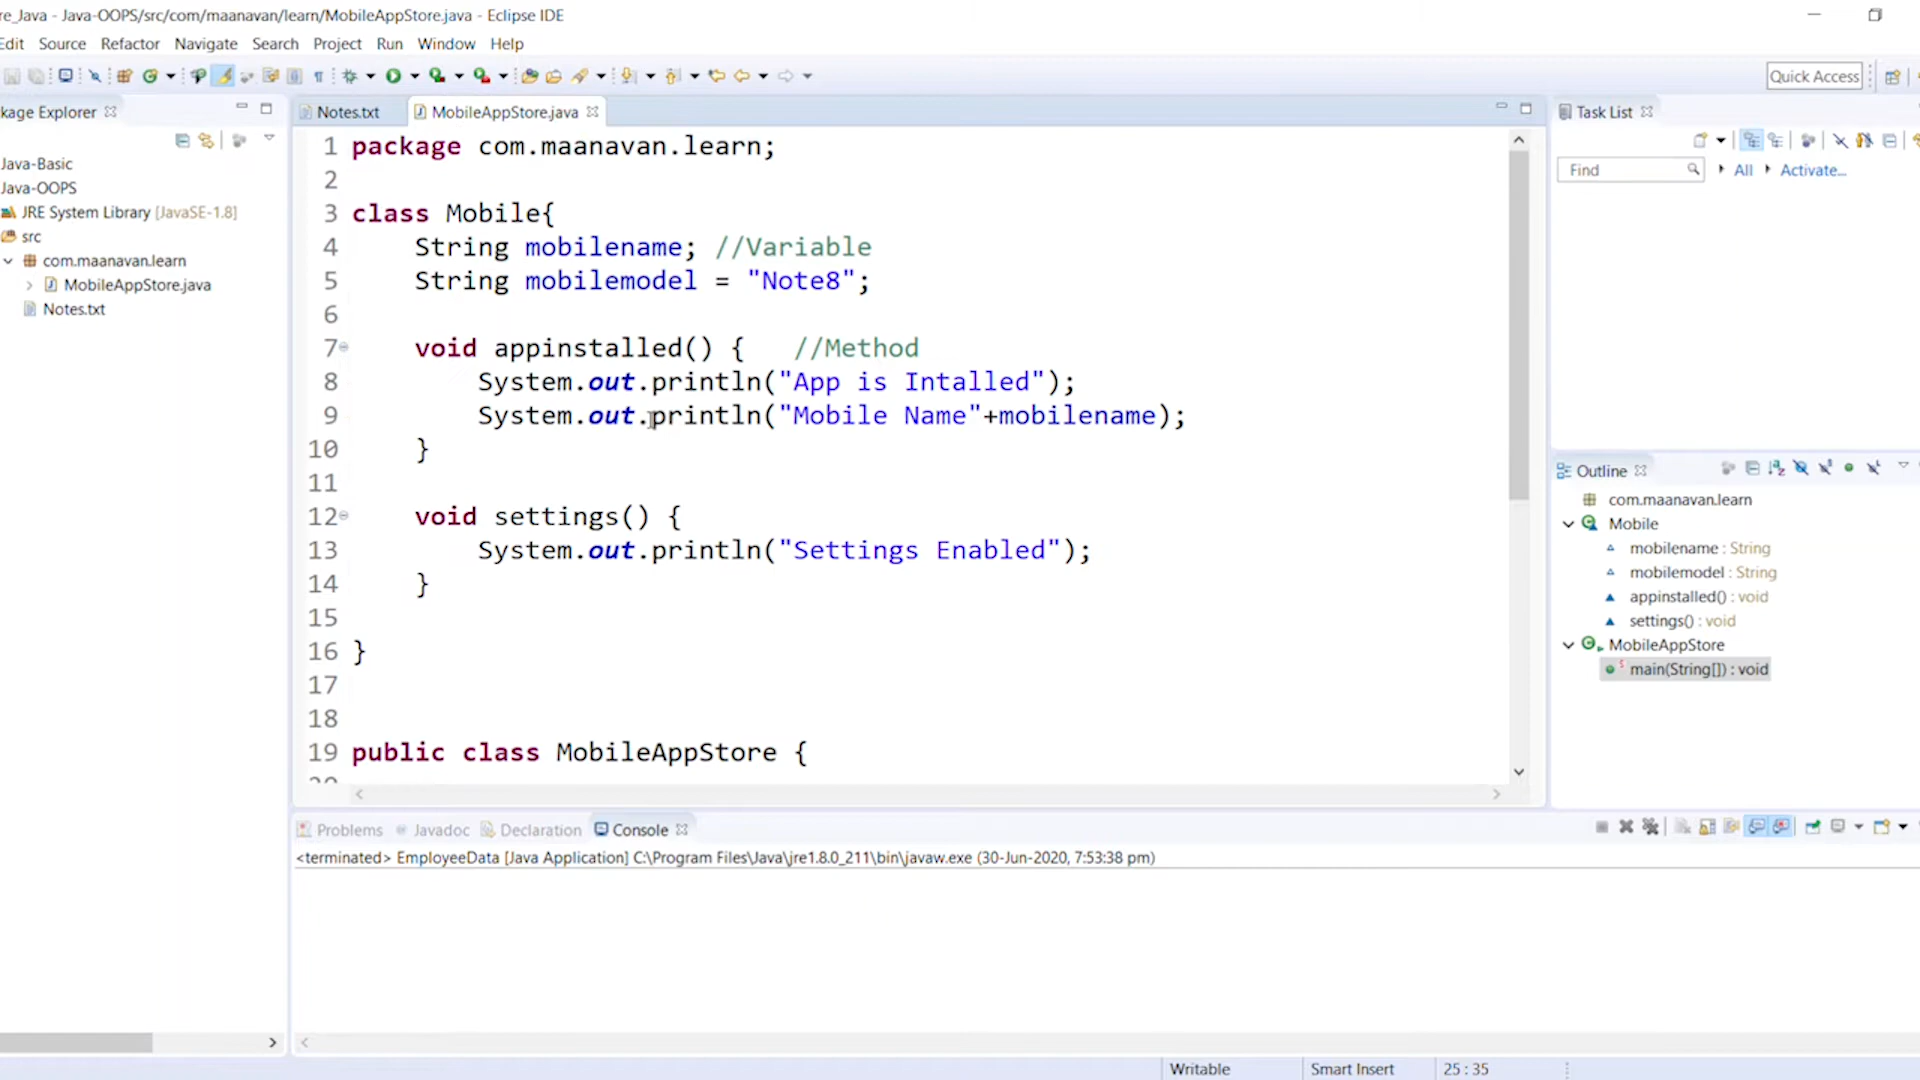 re_Java - Java-OOPS/src/com/maanavan/learn/MobileAppStore.java - Eclipse IDE
Edit Source Refactor Navigate Search Project Run Window Help
Quick Access
kage Explorer
Java-Basic
Java-OOPS
JRE System Library [JavaSE-1.8]
src
com.maanavan.learn
MobileAppStore.java
Notes.txt
Notes.txt
MobileAppStore.java
1 package com.maanavan.learn;
2
3 class Mobile{
4 String mobilename; //Variable
5 String mobilemodel = "Note8";
6
7 void appinstalled() { //Method
8 System.out.println("App is Intalled");
9 System.out.println("Mobile Name"+mobilename);
10 }
11
12 void settings() {
13 System.out.println("Settings Enabled");
14 }
15
16 }
17
18
19 public class MobileAppStore {
Task List
Find
All
Activate...
Outline
com.maanavan.learn
Mobile
mobilename : String
mobilemodel : String
appinstalled() : void
settings() : void
MobileAppStore
main(String[]) : void
Problems Javadoc Declaration Console
<terminated> EmployeeData [Java Application] C:\Program Files\Java\jre1.8.0_211\bin\javaw.exe (30-Jun-2020, 7:53:38 pm)
Writable Smart Insert 25 : 35